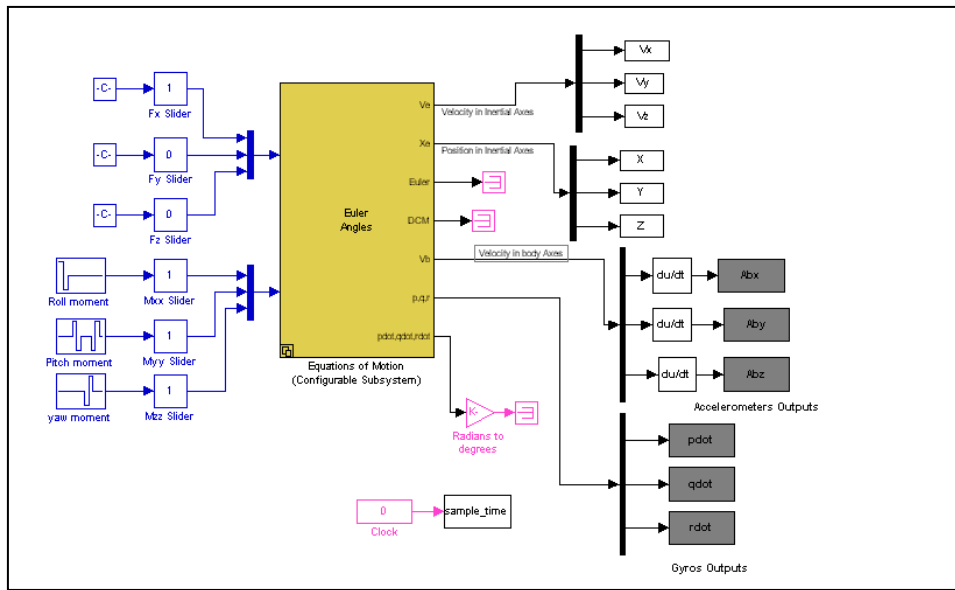 -C-
1
Fx Slider
-C-
0
Fy Slider
-C-
0
Fz Slider
Roll moment
1
Mxx Slider
Pitch moment
1
Myy Slider
yaw moment
1
Mzz Slider
Euler
Angles
Ve
Xe
Euler
DCM
Vb
p,q,r
pdot,qdot,rdot
Equations of Motion
(Configurable Subsystem)
Velocity in Inertial Axes
Position in Inertial Axes
Velocity in body Axes
K-
Radians to
degrees
0
Clock
sample_time
Vx
Vy
Vz
X
Y
Z
du/dt
Abx
du/dt
Aby
du/dt
Abz
Accelerometers Outputs
pdot
qdot
rdot
Gyros Outputs